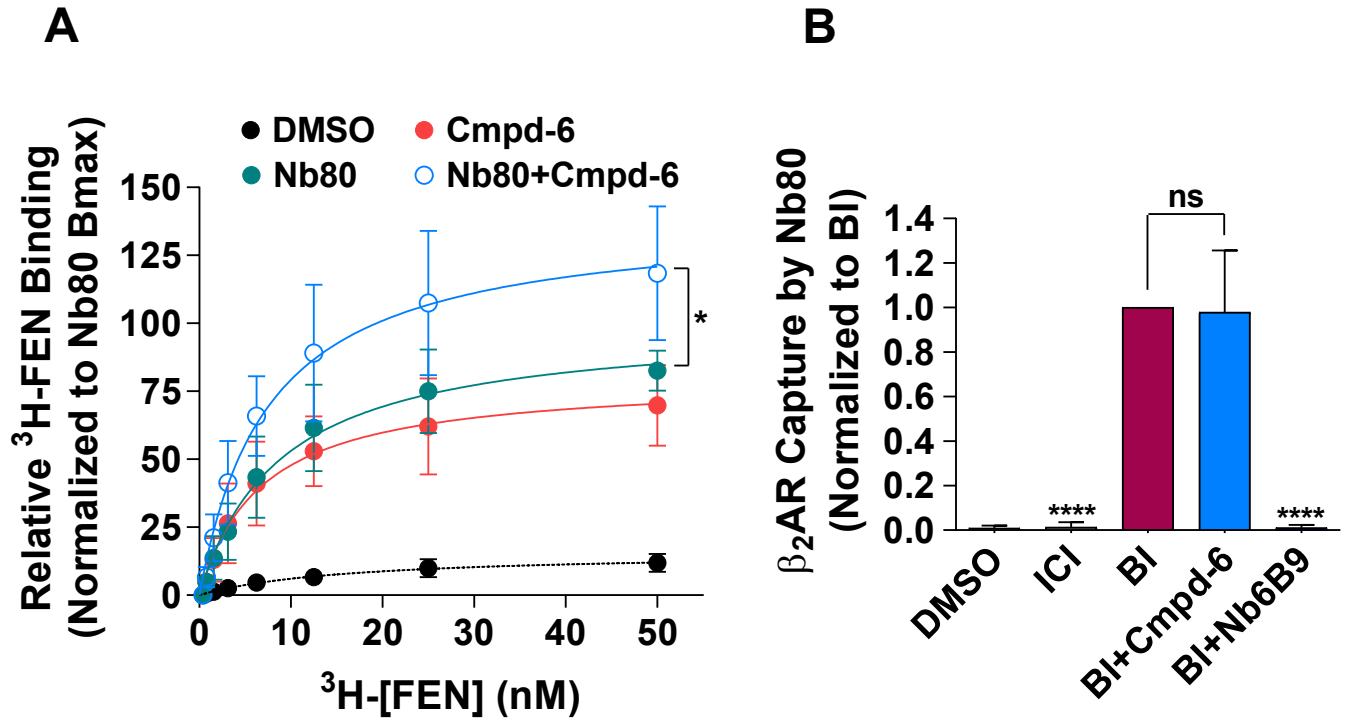 A
Relative ³H-FEN Binding
(Normalized to Nb80 Bmax)
DMSO
Cmpd-6
Nb80
Nb80+Cmpd-6
150
125
100
75
50
25
0
*
0 10 20 30 40 50
³H-[FEN] (nM)
B
β₂AR Capture by Nb80
(Normalized to BI)
ns
1.4
1.2
1.0
0.8
0.6
0.4
0.2
0.0
****
****
DMSO
ICI
BI
BI+Cmpd-6
BI+Nb6B9